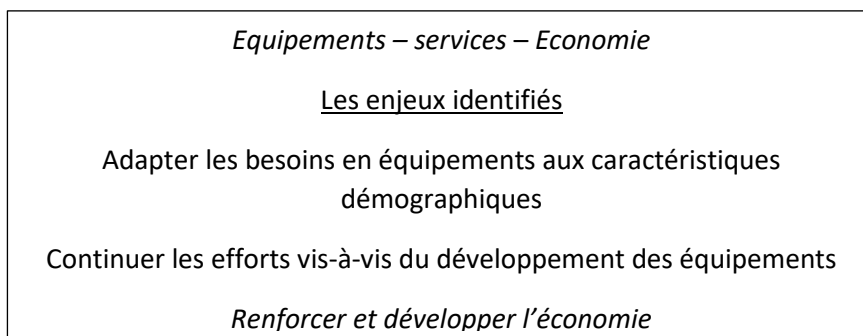 Equipements – services – Economie
Les enjeux identifiés
Adapter les besoins en équipements aux caractéristiques
démographiques
Continuer les efforts vis-à-vis du développement des équipements
Renforcer et développer l’économie